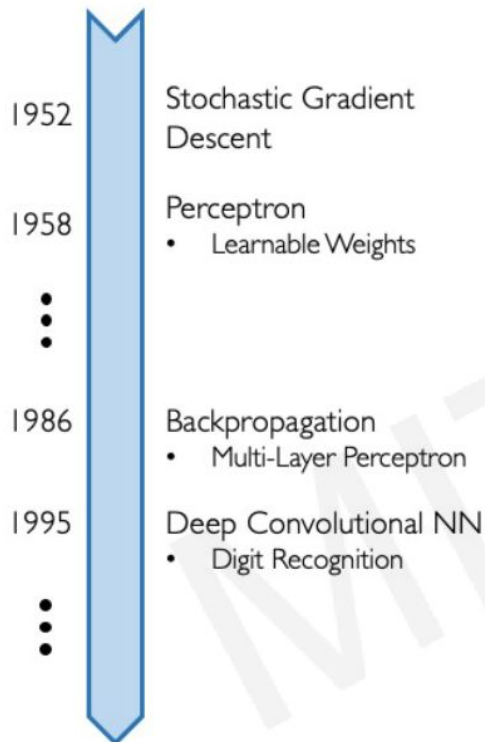 1952
Stochastic Gradient
Descent
1958
Perceptron
• Learnable Weights
1986
Backpropagation
• Multi-Layer Perceptron
1995
Deep Convolutional NN
• Digit Recognition